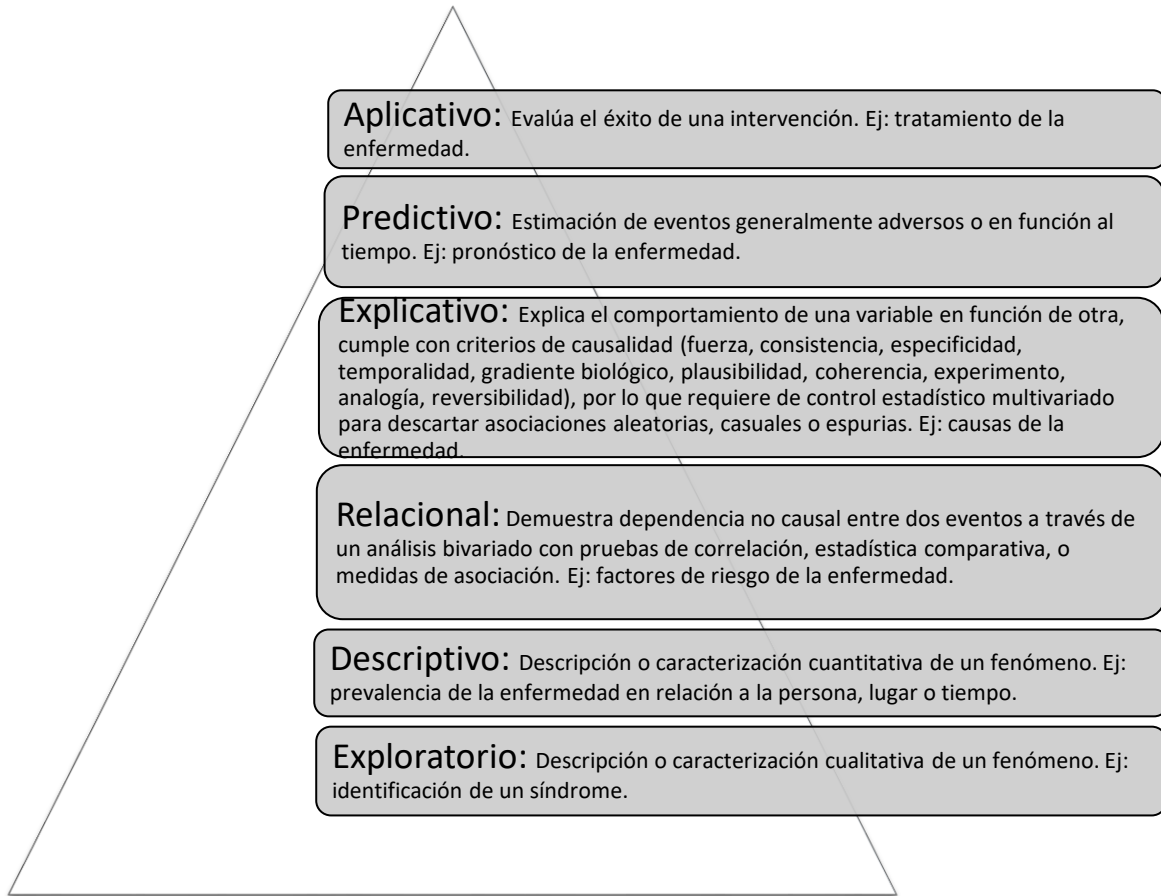 Aplicativo: Evalúa el éxito de una intervención. Ej: tratamiento de la
enfermedad.
Predictivo: Estimación de eventos generalmente adversos o en función al
tiempo. Ej: pronóstico de la enfermedad.
Explicativo: Explica el comportamiento de una variable en función de otra,
cumple con criterios de causalidad (fuerza, consistencia, especificidad,
temporalidad, gradiente biológico, plausibilidad, coherencia, experimento,
analogía, reversibilidad), por lo que requiere de control estadístico multivariado
para descartar asociaciones aleatorias, casuales o espurias. Ej: causas de la
enfermedad.
Relacional: Demuestra dependencia no causal entre dos eventos a través de
un análisis bivariado con pruebas de correlación, estadística comparativa, o
medidas de asociación. Ej: factores de riesgo de la enfermedad.
Descriptivo: Descripción o caracterización cuantitativa de un fenómeno. Ej:
prevalencia de la enfermedad en relación a la persona, lugar o tiempo.
Exploratorio: Descripción o caracterización cualitativa de un fenómeno. Ej:
identificación de un síndrome.